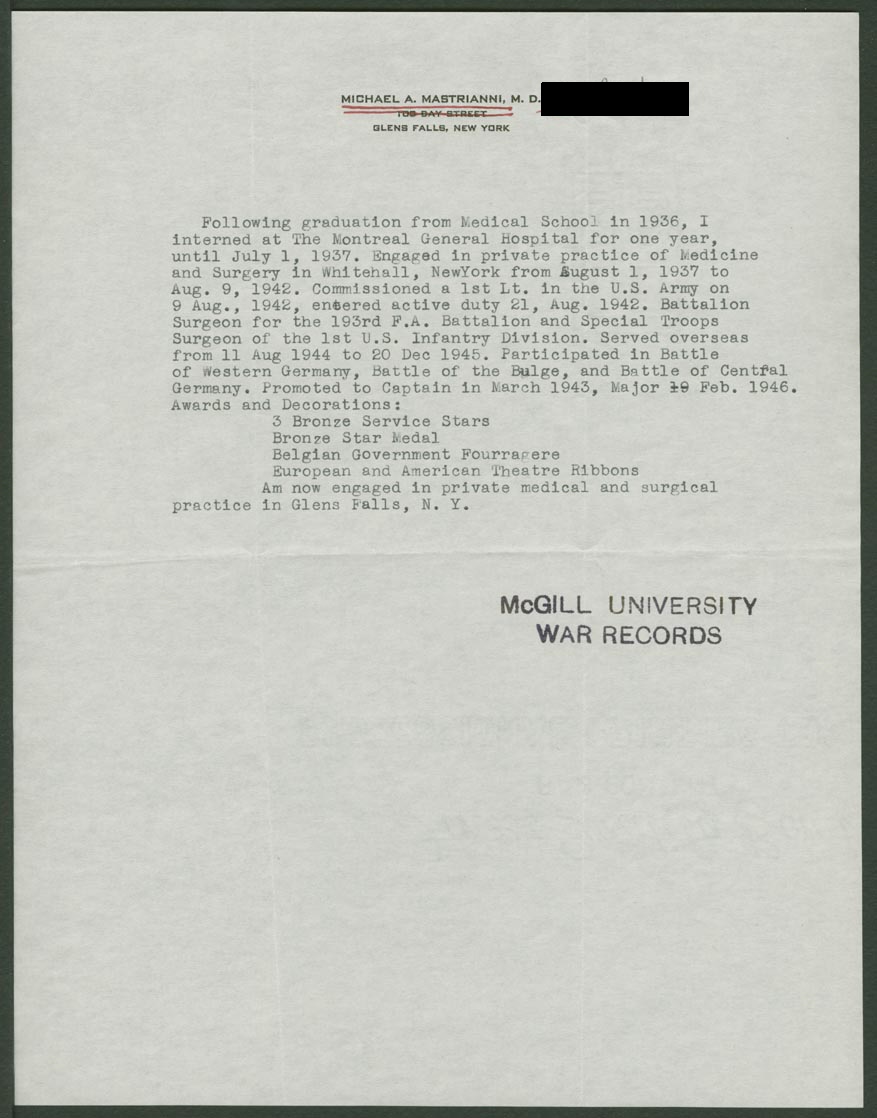 MICHAEL A. MASTRIANNI, M. D.
DAY STREET
GLENS FALLS, NEW YORK
Following graduation from Medical School in 1936, I
interned at The Montreal General Hospital for one year,
until July 1, 1937. Engaged in private practice of Medicine
and Surgery in Whitehall, NewYork from August 1, 1937 to
Aug. 9, 1942. Commissioned a 1st Lt. in the U.S. Army on
9 Aug., 1942, entered active duty 21, Aug. 1942. Battalion
Surgeon for the 193rd F.A. Battalion and Special Troops
Surgeon of the 1st U.S. Infantry Division. Served overseas
from 11 Aug 1944 to 20 Dec 1945. Participated in Battle
of Western Germany, Battle of the Bulge, and Battle of Central
Germany. Promoted to Captain in March 1943, Major 19 Feb. 1946.
Awards and Decorations:
3 Bronze Service Stars
Bronze Star Medal
Belgian Government Fourragere
European and American Theatre Ribbons
Am now engaged in private medical and surgical
practice in Glens Falls, N. Y.
McGILL UNIVERSITY
WAR RECORDS